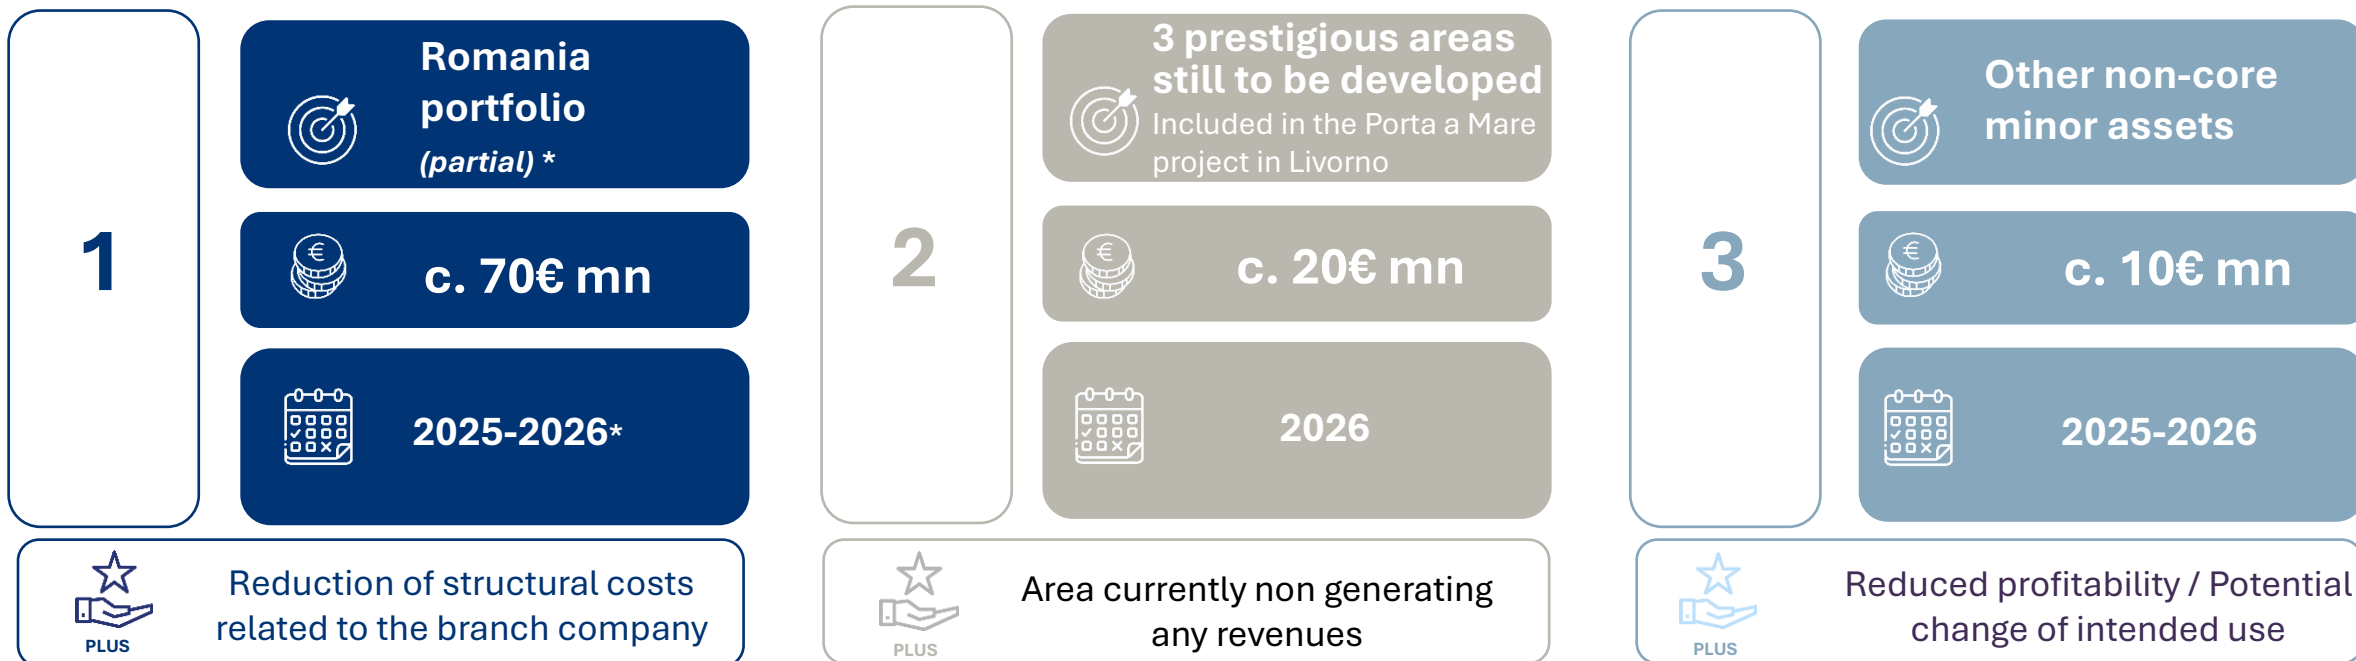 1
Romania
portfolio
(partial) *
c. 70€ mn
2025-2026*
PLUS
Reduction of structural costs
related to the branch company
2
3 prestigious areas
still to be developed
Included in the Porta a Mare
project in Livorno
c. 20€ mn
2026
PLUS
Area currently non generating
any revenues
3
Other non-core
minor assets
c. 10€ mn
2025-2026
PLUS
Reduced profitability / Potential
change of intended use